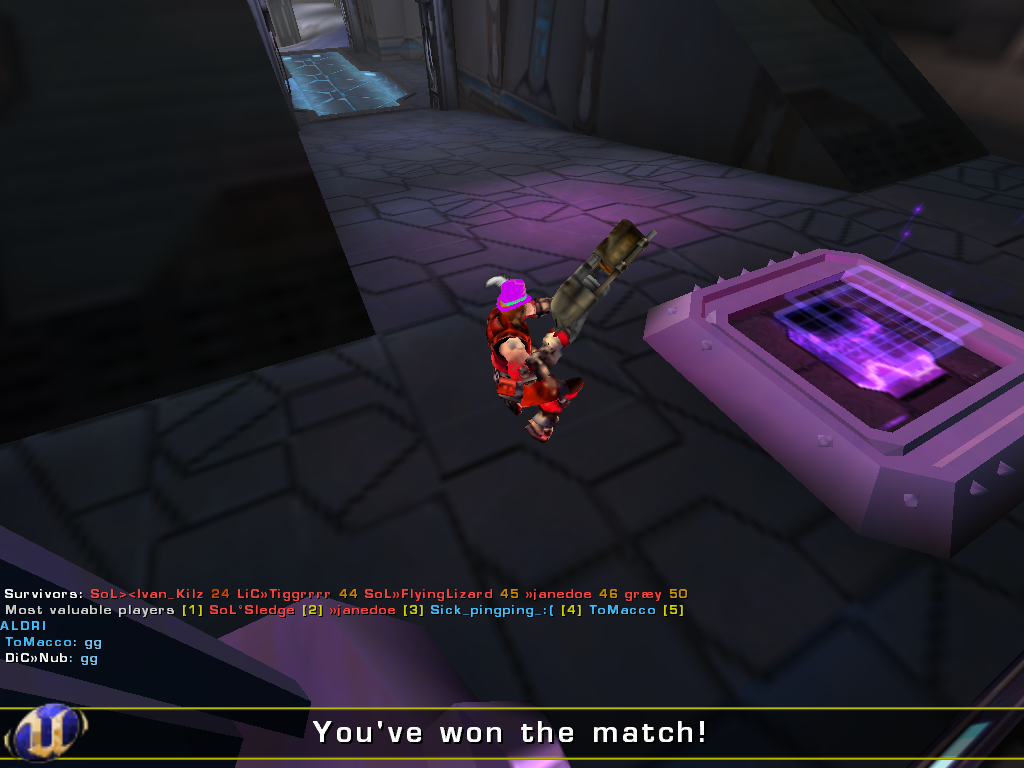 Survivors: SoL><Ivan_Kilz 24 LiC»Tiggrrrr 44 SoL»FlyingLizard 45 »janedoe 46 græy 50
Most valuable players [1] SoL°Sledge [2] »janedoe [3] Sick_pingping_:( [4] ToMacco [5]
ALDRI
ToMacco: gg
DiC»Nub: gg
U
You've won the match!